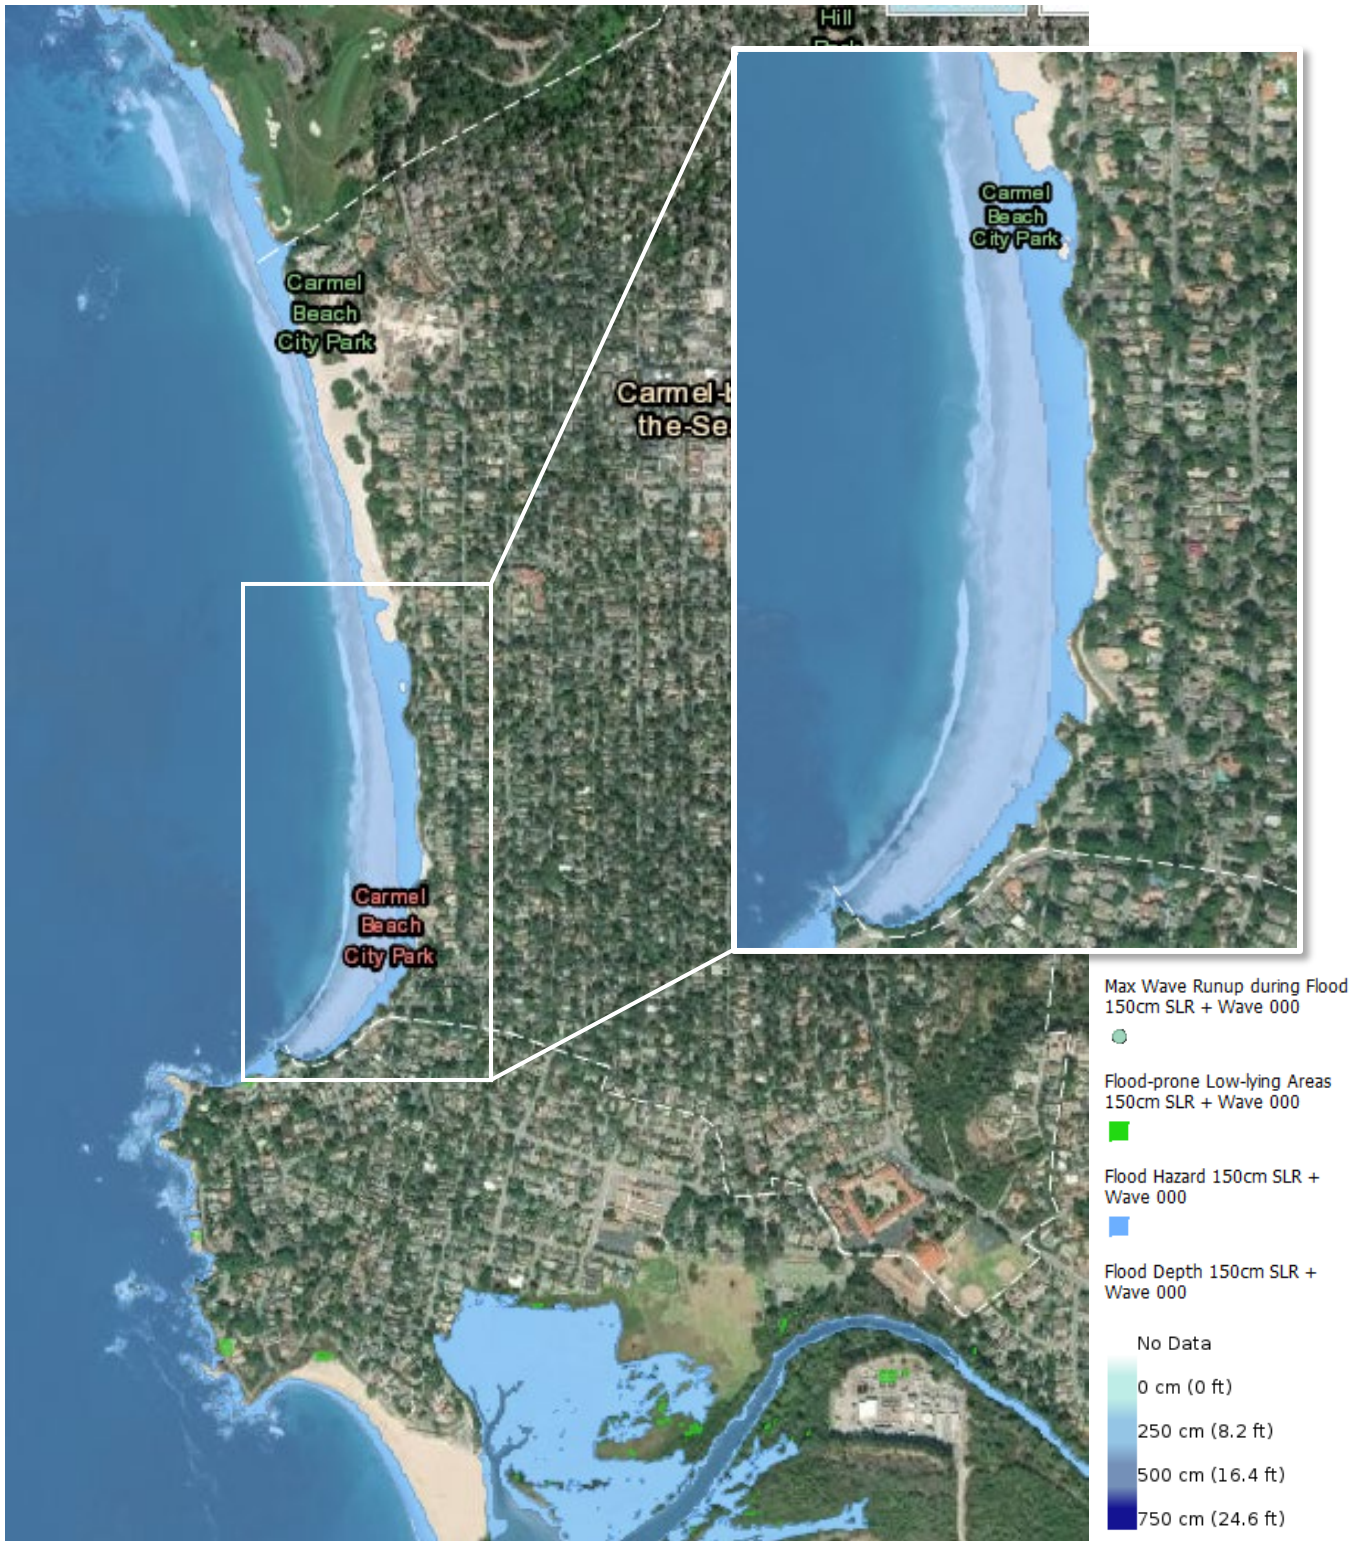 Hill
Carmel
Beach
City Park
Carmel
Beach
City Park
Carmel-
the-Se
Carmel
Beach
City Park
Max Wave Runup during Flood
150cm SLR + Wave 000
Flood-prone Low-lying Areas
150cm SLR + Wave 000
Flood Hazard 150cm SLR +
Wave 000
Flood Depth 150cm SLR +
Wave 000
No Data
0 cm (0 ft)
250 cm (8.2 ft)
500 cm (16.4 ft)
750 cm (24.6 ft)